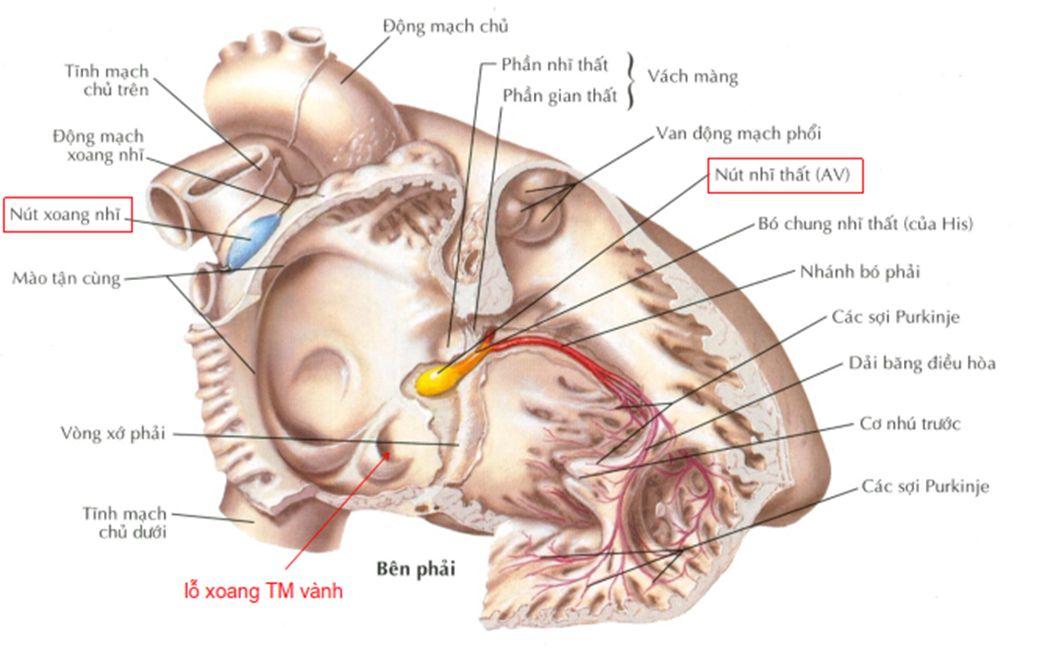 Động mạch chủ
Phần nhĩ thất
Phần gian thất
Vách màng
Tĩnh mạch
chủ trên
Động mạch
xoang nhĩ
Van động mạch phổi
Nút nhĩ thất (AV)
Nút xoang nhĩ
Bó chung nhĩ thất (của His)
Mào tận cùng
Nhánh bó phải
Các sợi Purkinje
Dải băng điều hòa
Vòng xớ phải
Cơ nhú trước
Các sợi Purkinje
Tĩnh mạch
chủ dưới
Bên phải
lỗ xoang TM vành